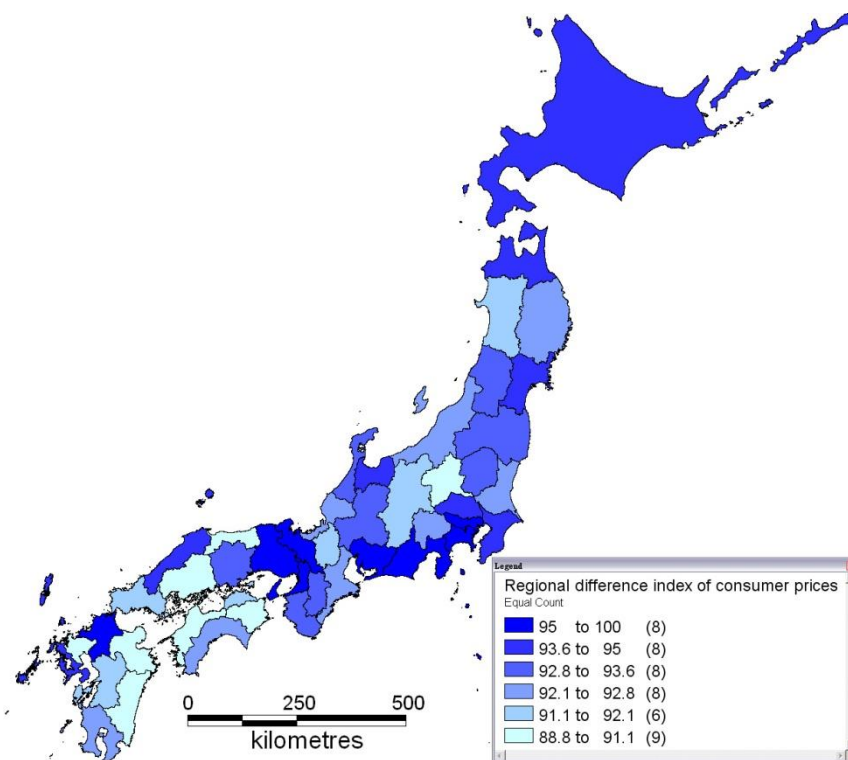 0 250 500
kilometres
Legend
Regional difference index of consumer prices
Equal Count
95 to 100 (8)
93.6 to 95 (8)
92.8 to 93.6 (8)
92.1 to 92.8 (8)
91.1 to 92.1 (6)
88.8 to 91.1 (9)